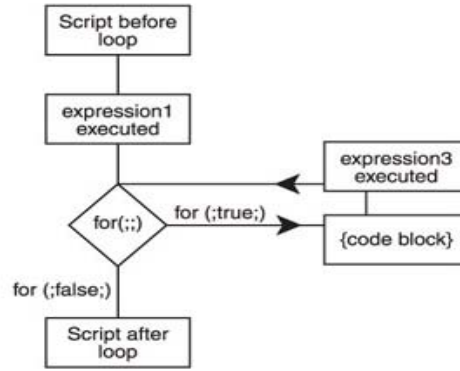 Script before
loop
expression1
executed
expression3
executed
for(;;)
for (;true;)
{code block}
for (;false;)
Script after
loop